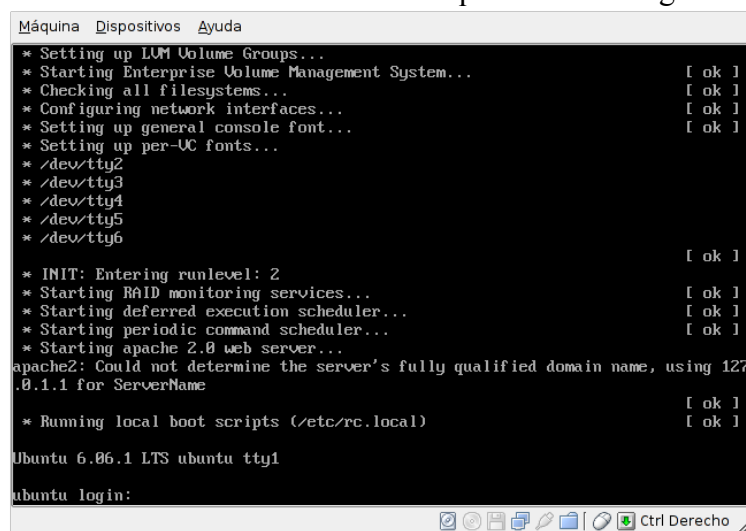 Máquina Dispositivos Ayuda
* Setting up LVM Volume Groups...
* Starting Enterprise Volume Management System... [ ok ]
* Checking all filesystems... [ ok ]
* Configuring network interfaces... [ ok ]
* Setting up general console font... [ ok ]
* Setting up per-VC fonts...
* /dev/tty2
* /dev/tty3
* /dev/tty4
* /dev/tty5
* /dev/tty6
[ ok ]
* INIT: Entering runlevel: 2
* Starting RAID monitoring services... [ ok ]
* Starting deferred execution scheduler... [ ok ]
* Starting periodic command scheduler... [ ok ]
* Starting apache 2.0 web server...
apache2: Could not determine the server's fully qualified domain name, using 127
.0.1.1 for ServerName
[ ok ]
* Running local boot scripts (/etc/rc.local) [ ok ]
Ubuntu 6.06.1 LTS ubuntu tty1
ubuntu login:
Ctrl Derecho